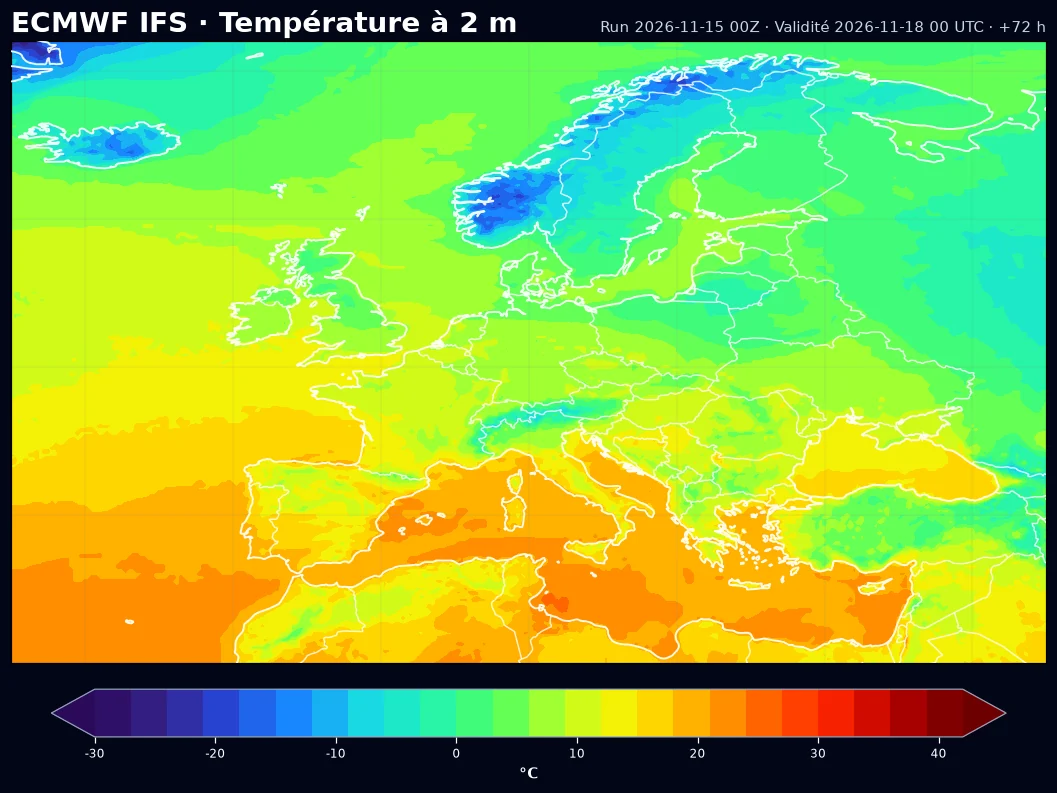 ECMWF IFS · Température à 2 m
Run 2026-11-15 00Z · Validité 2026-11-18 00 UTC · +72 h
-30 -20 -10 0 10 20 30 40
°C